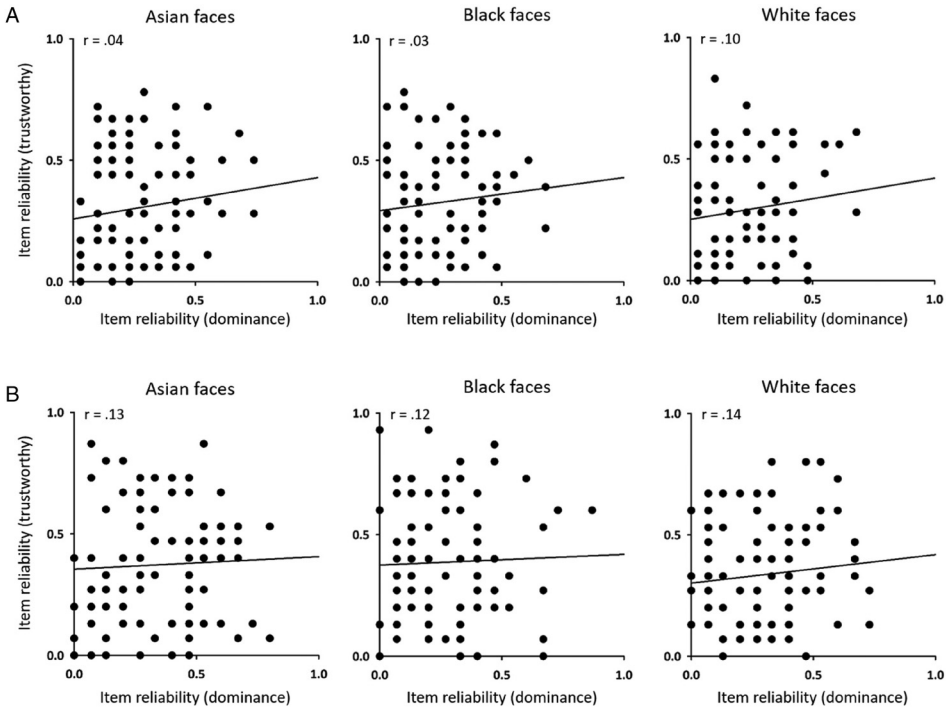 A
Asian faces
Black faces
White faces
r = .04
r = .03
r = .10
1.0
0.5
0.0
Item reliability (trustworthy)
0.0 0.5 1.0
Item reliability (dominance)
1.0
0.5
0.0
0.0 0.5 1.0
Item reliability (dominance)
1.0
0.5
0.0
0.0 0.5 1.0
Item reliability (dominance)
B
Asian faces
Black faces
White faces
r = .13
r = .12
r = .14
1.0
0.5
0.0
Item reliability (trustworthy)
0.0 0.5 1.0
Item reliability (dominance)
1.0
0.5
0.0
0.0 0.5 1.0
Item reliability (dominance)
1.0
0.5
0.0
0.0 0.5 1.0
Item reliability (dominance)